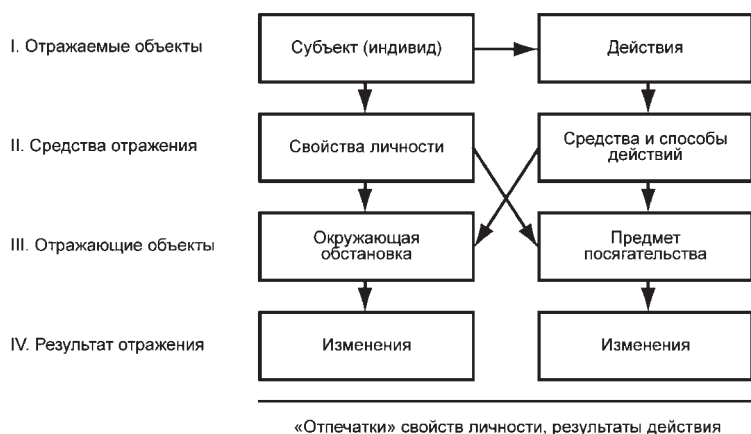 I. Отражаемые объекты
Субъект (индивид)
Действия
II. Средства отражения
Свойства личности
Средства и способы
действий
III. Отражающие объекты
Окружающая
обстановка
Предмет
посягательства
IV. Результат отражения
Изменения
Изменения
«Отпечатки» свойств личности, результаты действия